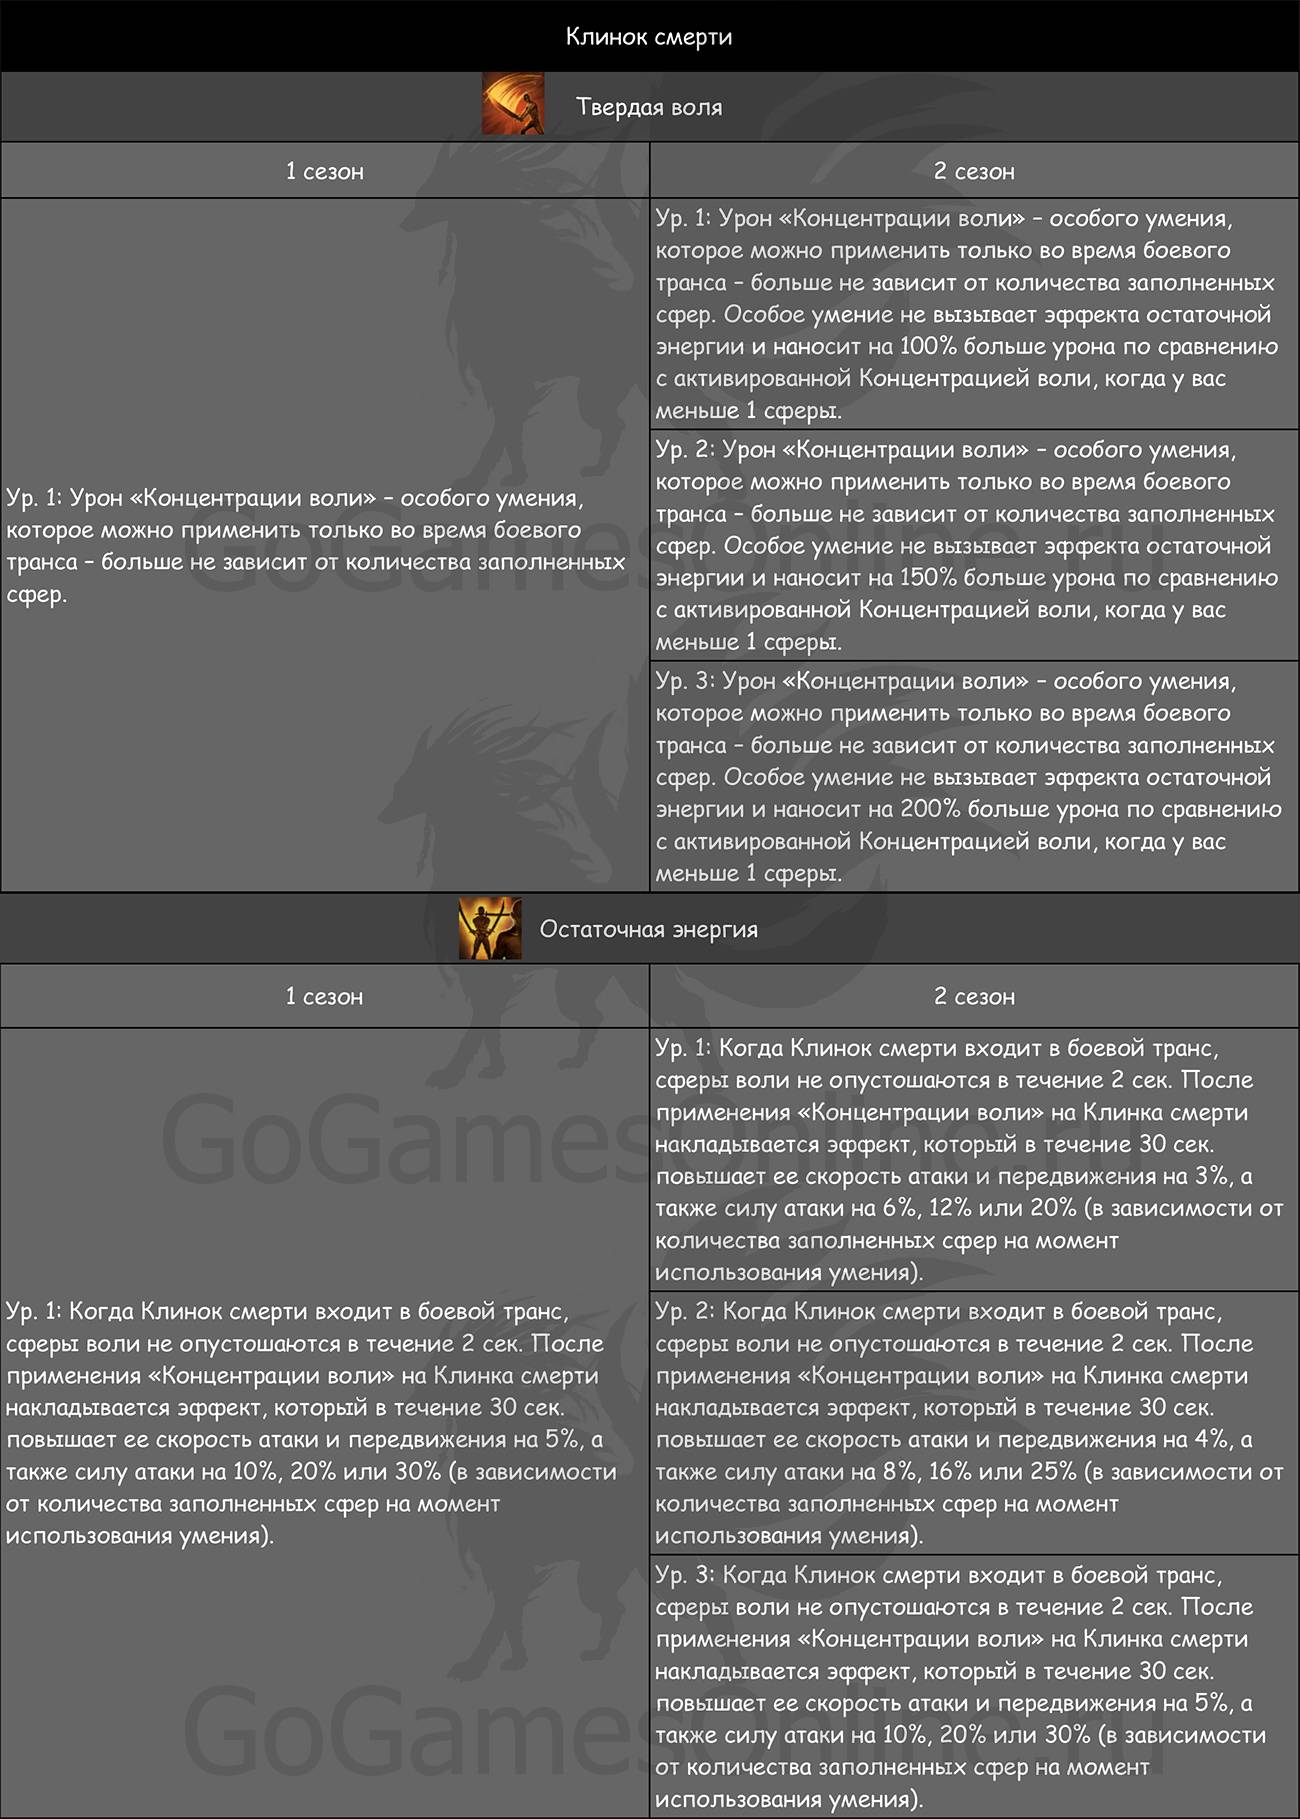 Клинок смерти
Твердая воля
1 сезон
2 сезон
Ур. 1: Урон «Концентрации воли» – особого умения,
которое можно применить только во время боевого
транса – больше не зависит от количества заполненных
сфер.
Ур. 1: Урон «Концентрации воли» – особого умения,
которое можно применить только во время боевого
транса – больше не зависит от количества заполненных
сфер. Особое умение не вызывает эффекта остаточной
энергии и наносит на 100% больше урона по сравнению
с активированной Концентрацией воли, когда у вас
меньше 1 сферы.
Ур. 2: Урон «Концентрации воли» – особого умения,
которое можно применить только во время боевого
транса – больше не зависит от количества заполненных
сфер. Особое умение не вызывает эффекта остаточной
энергии и наносит на 150% больше урона по сравнению
с активированной Концентрацией воли, когда у вас
меньше 1 сферы.
Ур. 3: Урон «Концентрации воли» – особого умения,
которое можно применить только во время боевого
транса – больше не зависит от количества заполненных
сфер. Особое умение не вызывает эффекта остаточной
энергии и наносит на 200% больше урона по сравнению
с активированной Концентрацией воли, когда у вас
меньше 1 сферы.
GoGamesOnline.ru
Остаточная энергия
1 сезон
2 сезон
Ур. 1: Когда Клинок смерти входит в боевой транс,
сферы воли не опустошаются в течение 2 сек. После
применения «Концентрации воли» на Клинка смерти
накладывается эффект, который в течение 30 сек.
повышает ее скорость атаки и передвижения на 5%, а
также силу атаки на 10%, 20% или 30% (в зависимости
от количества заполненных сфер на момент
использования умения).
Ур. 1: Когда Клинок смерти входит в боевой транс,
сферы воли не опустошаются в течение 2 сек. После
применения «Концентрации воли» на Клинка смерти
накладывается эффект, который в течение 30 сек.
повышает ее скорость атаки и передвижения на 3%, а
также силу атаки на 6%, 12% или 20% (в зависимости от
количества заполненных сфер на момент
использования умения).
Ур. 2: Когда Клинок смерти входит в боевой транс,
сферы воли не опустошаются в течение 2 сек. После
применения «Концентрации воли» на Клинка смерти
накладывается эффект, который в течение 30 сек.
повышает ее скорость атаки и передвижения на 4%, а
также силу атаки на 8%, 16% или 25% (в зависимости от
количества заполненных сфер на момент
использования умения).
Ур. 3: Когда Клинок смерти входит в боевой транс,
сферы воли не опустошаются в течение 2 сек. После
применения «Концентрации воли» на Клинка смерти
накладывается эффект, который в течение 30 сек.
повышает ее скорость атаки и передвижения на 5%, а
также силу атаки на 10%, 20% или 30% (в зависимости
от количества заполненных сфер на момент
использования умения).
GoGamesOnline.ru
GoGamesOnline.ru